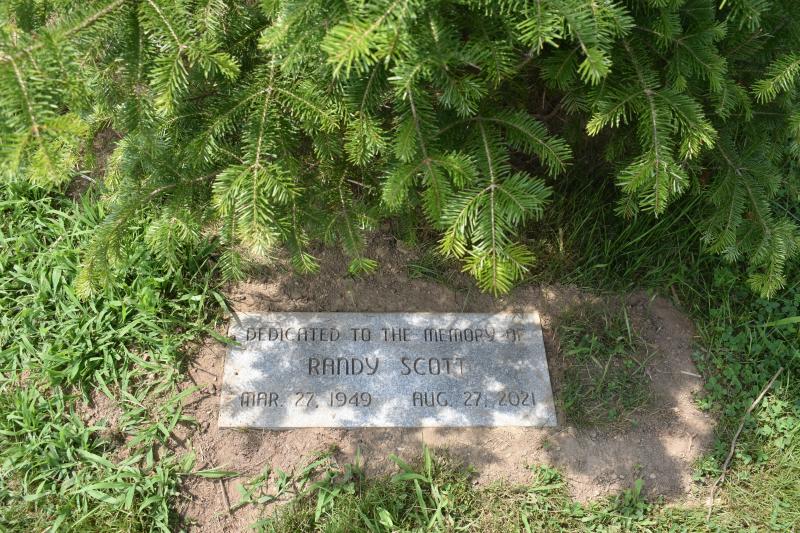 DEDICATED TO THE MEMORY OF
RANDY SCOTT
MAR. 27, 1949 AUG. 27, 2021